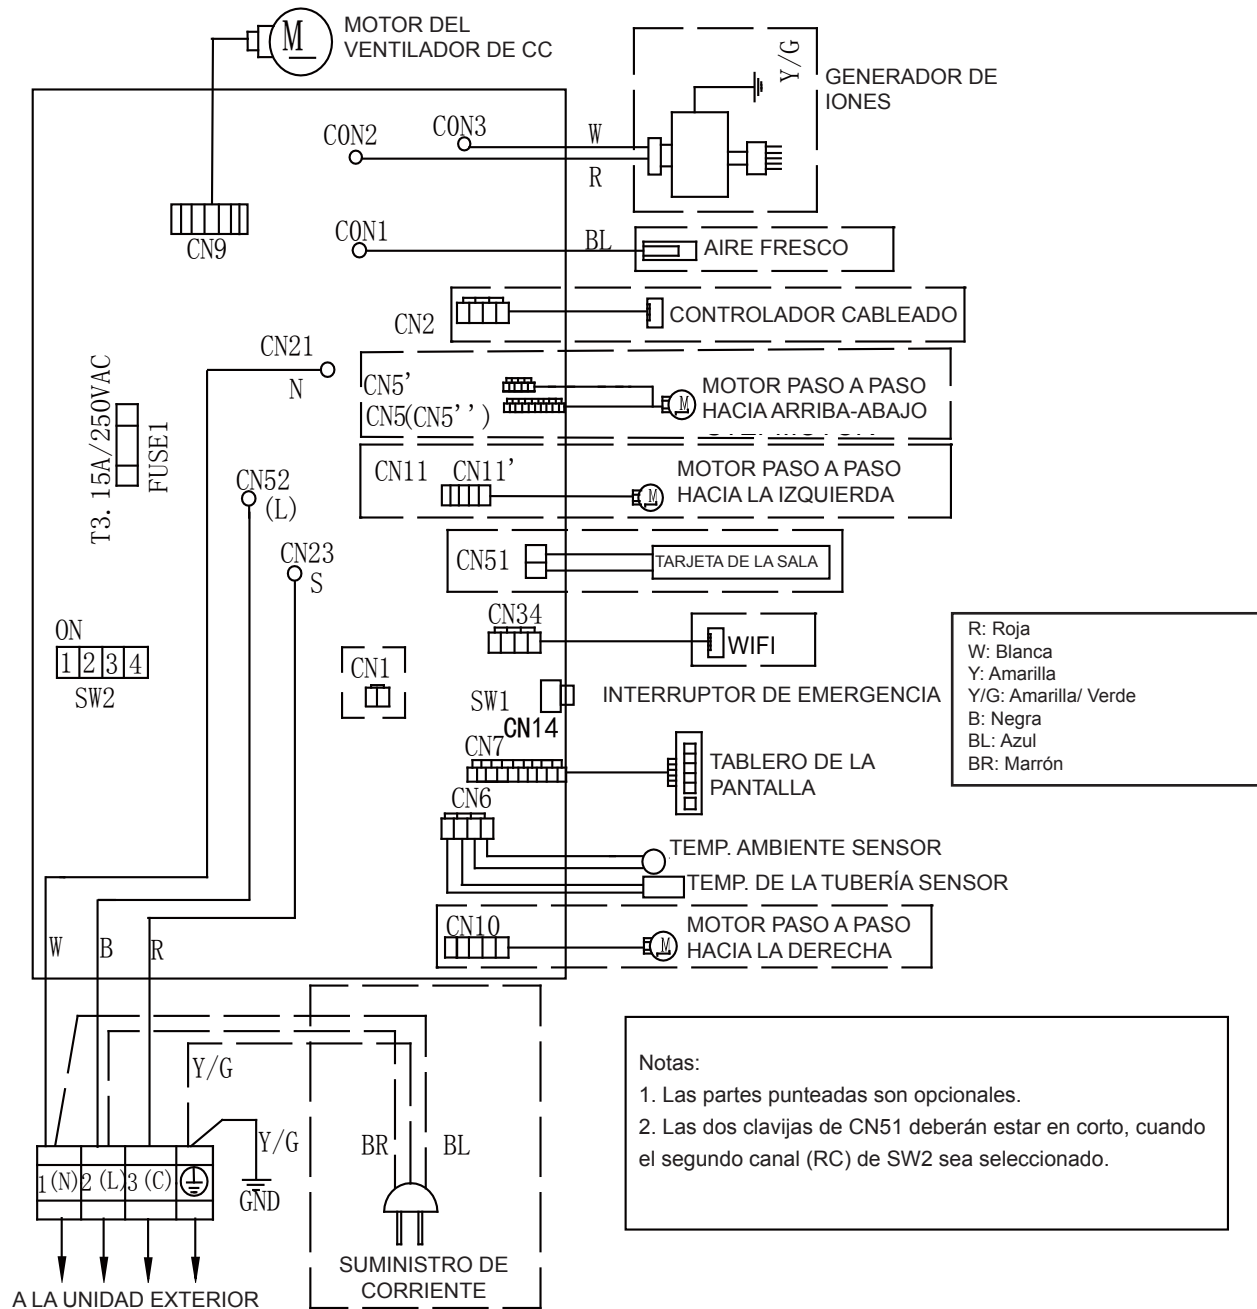 MOTOR DEL
VENTILADOR DE CC
M
Y/G
GENERADOR DE
IONES
CON2
CON3
W
R
CN9
CON1
BL
AIRE FRESCO
CN2
CONTROLADOR CABLEADO
CN21
N
T3. 15A/250VAC
FUSE1
CN5'
CN5(CN5'')
M
MOTOR PASO A PASO
HACIA ARRIBA-ABAJO
CN52
(L)
CN11 CN11'
M
MOTOR PASO A PASO
HACIA LA IZQUIERDA
CN23
S
CN51
TARJETA DE LA SALA
CN34
WIFI
ON
1 2 3 4
SW2
CN1
SW1
INTERRUPTOR DE EMERGENCIA
CN14
R: Roja
W: Blanca
Y: Amarilla
Y/G: Amarilla/ Verde
B: Negra
BL: Azul
BR: Marrón
CN7
TABLERO DE LA
PANTALLA
CN6
TEMP. AMBIENTE SENSOR
TEMP. DE LA TUBERÍA SENSOR
CN10
M
MOTOR PASO A PASO
HACIA LA DERECHA
W
B
R
Y/G
Y/G
BR
BL
1(N) 2(L) 3(C)
GND
SUMINISTRO DE
CORRIENTE
A LA UNIDAD EXTERIOR
Notas:
1. Las partes punteadas son opcionales.
2. Las dos clavijas de CN51 deberán estar en corto, cuando
el segundo canal (RC) de SW2 sea seleccionado.